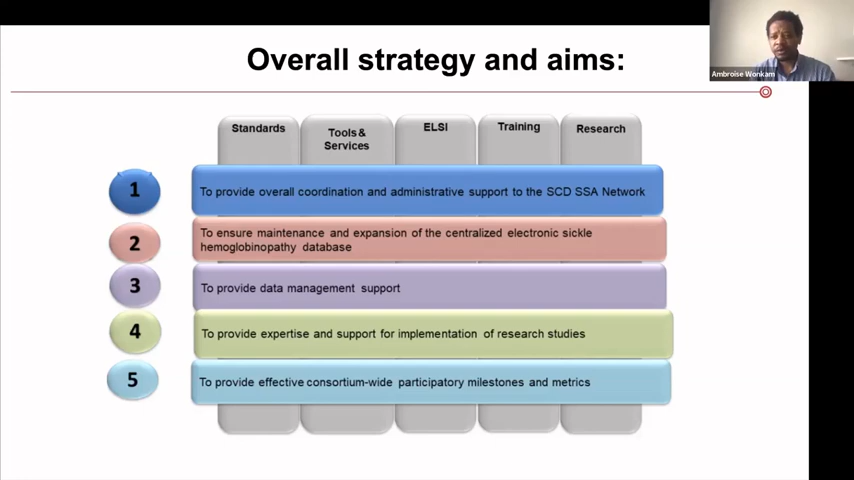 Overall strategy and aims:
Ambroise Wonkam
Standards
Tools &
Services
ELSI
Training
Research
1
To provide overall coordination and administrative support to the SCD SSA Network
2
To ensure maintenance and expansion of the centralized electronic sickle
hemoglobinopathy database
3
To provide data management support
4
To provide expertise and support for implementation of research studies
5
To provide effective consortium-wide participatory milestones and metrics